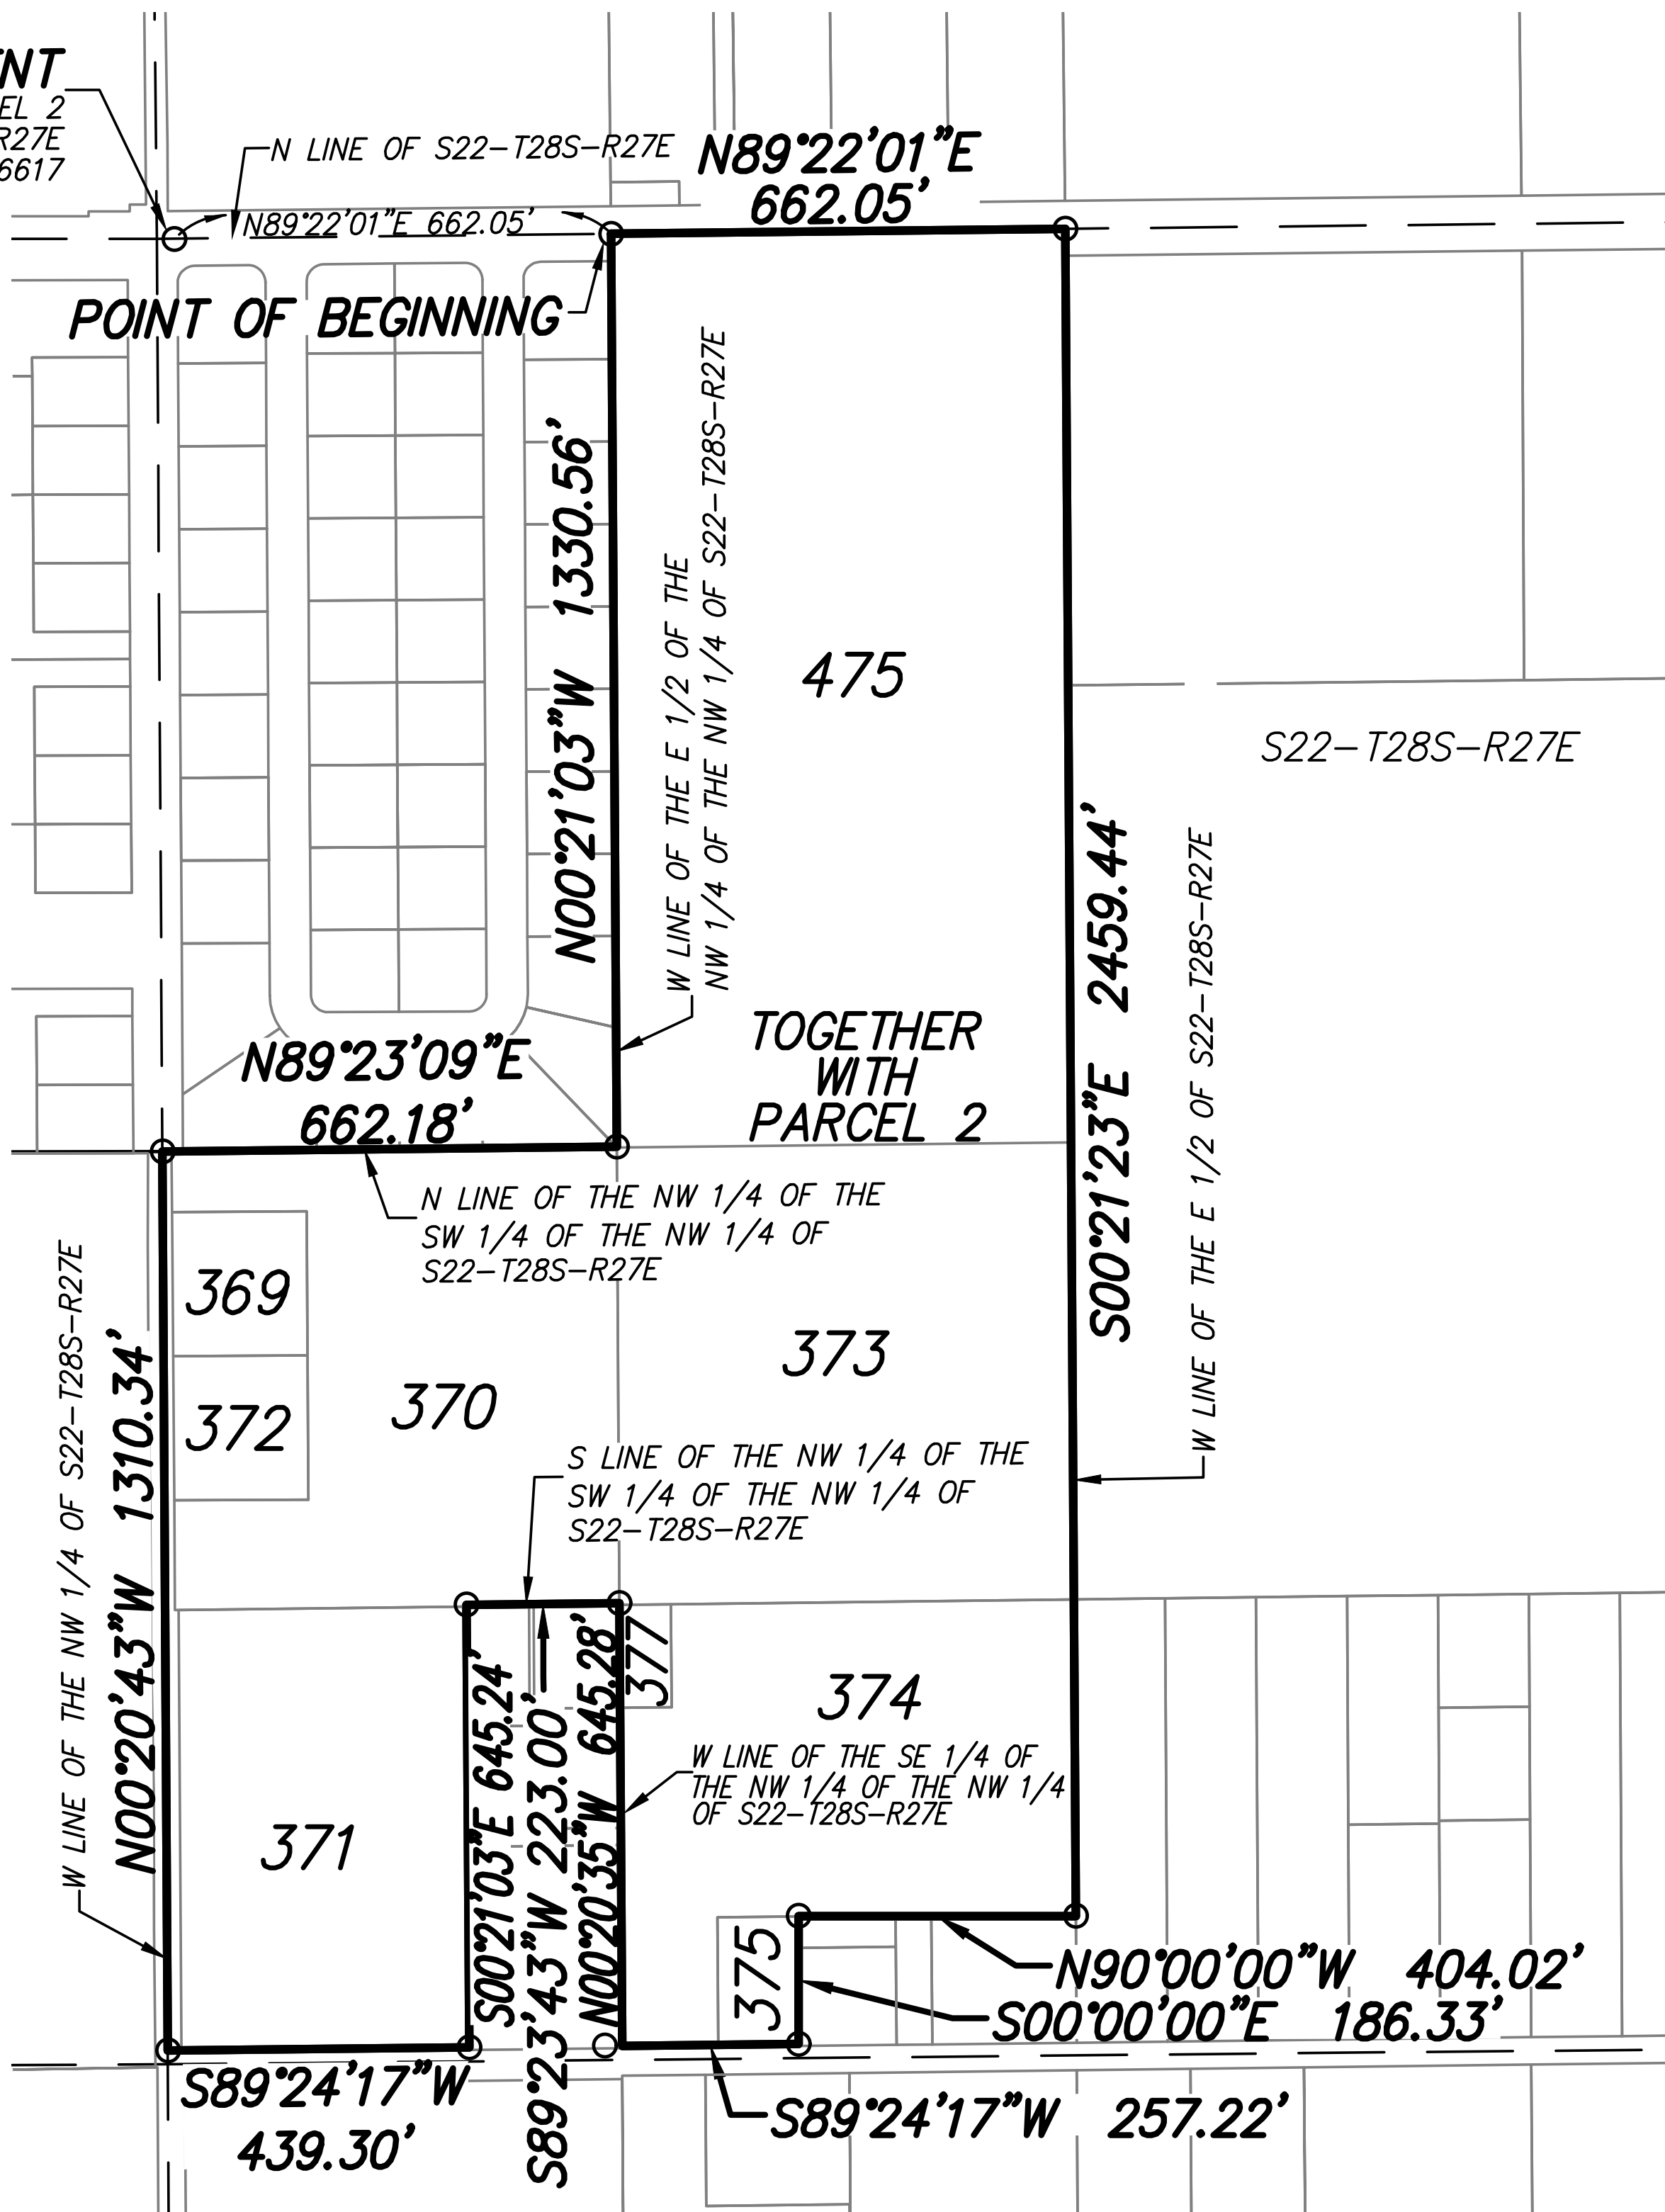 NT
EL 2
R27E
6617
N LINE OF S22-T28S-R27E
N89°22'01"E
662.05'
N89°22'01"E 662.05'
POINT OF BEGINNING
N00°21'03"W 1330.56'
W LINE OF THE E 1/2 OF THE
NW 1/4 OF THE NW 1/4 OF S22-T28S-R27E
475
S22-T28S-R27E
S00°21'23"E 2459.44'
W LINE OF THE E 1/2 OF S22-T28S-R27E
TOGETHER
WITH
PARCEL 2
N89°23'09"E
662.18'
N LINE OF THE NW 1/4 OF THE
SW 1/4 OF THE NW 1/4 OF
S22-T28S-R27E
W LINE OF THE NW 1/4 OF S22-T28S-R27E
N00°20'43"W 1310.34'
369
372
370
373
S LINE OF THE NW 1/4 OF THE
SW 1/4 OF THE NW 1/4 OF
S22-T28S-R27E
371
S00°21'03"E 645.24'
S89°23'43"W 223.00'
N00°20'35"W 645.28'
377
374
W LINE OF THE SE 1/4 OF
THE NW 1/4 OF THE NW 1/4
OF S22-T28S-R27E
375
N90°00'00"W 404.02'
S00°00'00"E 186.33'
S89°24'17"W
439.30'
S89°24'17"W 257.22'